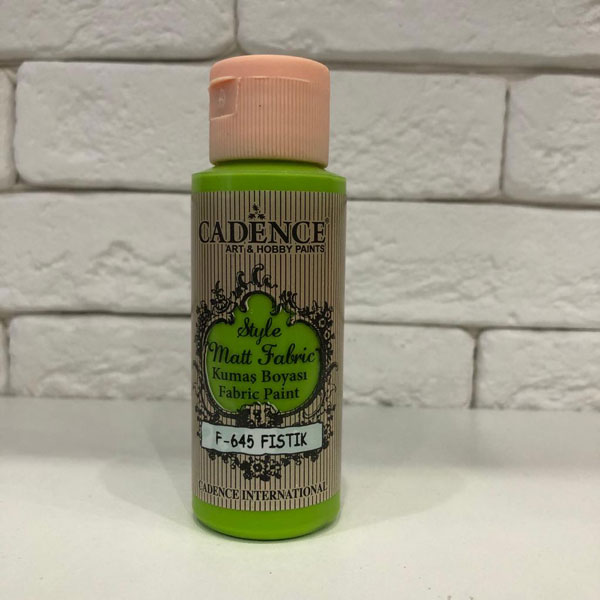 CADENCE®
ART & HOBBY PAINTS
Style
Matt Fabric
Kumaş Boyası
Fabric Paint
F-645 FISTIK
CADENCE INTERNATIONAL